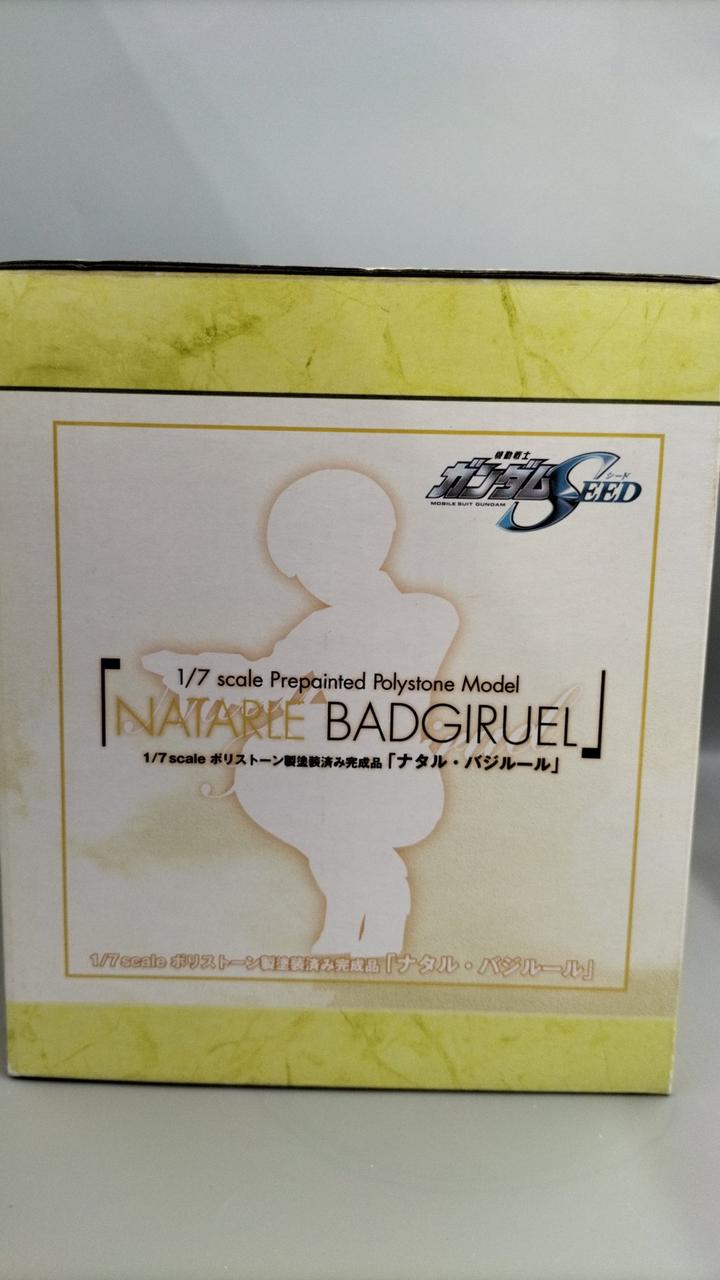 機動戦士
ガンダムSEED
シード
MOBILE SUIT GUNDAM
1/7 scale Prepainted Polystone Model
「NATARLE BADGIRUEL」
1/7scale ポリストーン製塗装済み完成品「ナタル・バジルール」
1/7scale ポリストーン製塗装済み完成品「ナタル・バジルール」